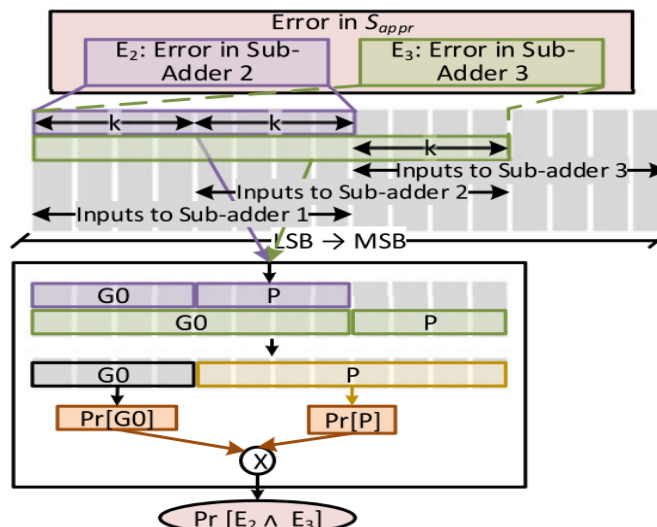 Error in S_appr
E₂: Error in Sub-
Adder 2
E₃: Error in Sub-
Adder 3
k k
k
Inputs to Sub-adder 3
Inputs to Sub-adder 2
Inputs to Sub-adder 1
LSB → MSB
G0 P
G0 P
G0 P
Pr[G0] Pr[P]
X
Pr [E₂ ∧ E₃]